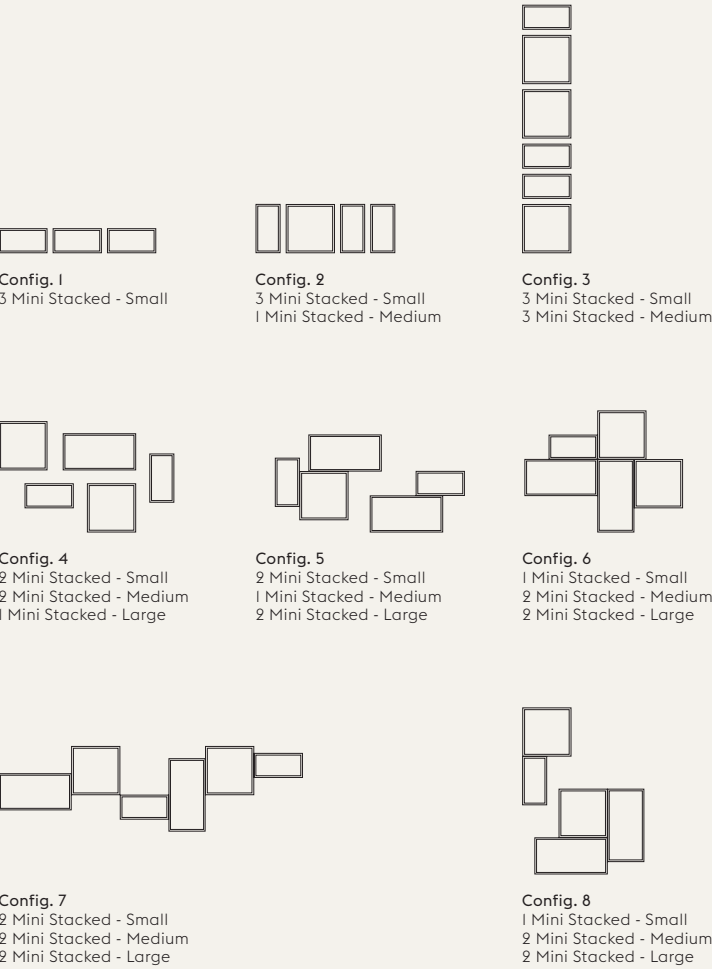 Config. 1
3 Mini Stacked - Small
Config. 2
3 Mini Stacked - Small
1 Mini Stacked - Medium
Config. 3
3 Mini Stacked - Small
3 Mini Stacked - Medium
Config. 4
2 Mini Stacked - Small
2 Mini Stacked - Medium
1 Mini Stacked - Large
Config. 5
2 Mini Stacked - Small
1 Mini Stacked - Medium
2 Mini Stacked - Large
Config. 6
1 Mini Stacked - Small
2 Mini Stacked - Medium
2 Mini Stacked - Large
Config. 7
2 Mini Stacked - Small
2 Mini Stacked - Medium
2 Mini Stacked - Large
Config. 8
1 Mini Stacked - Small
2 Mini Stacked - Medium
2 Mini Stacked - Large